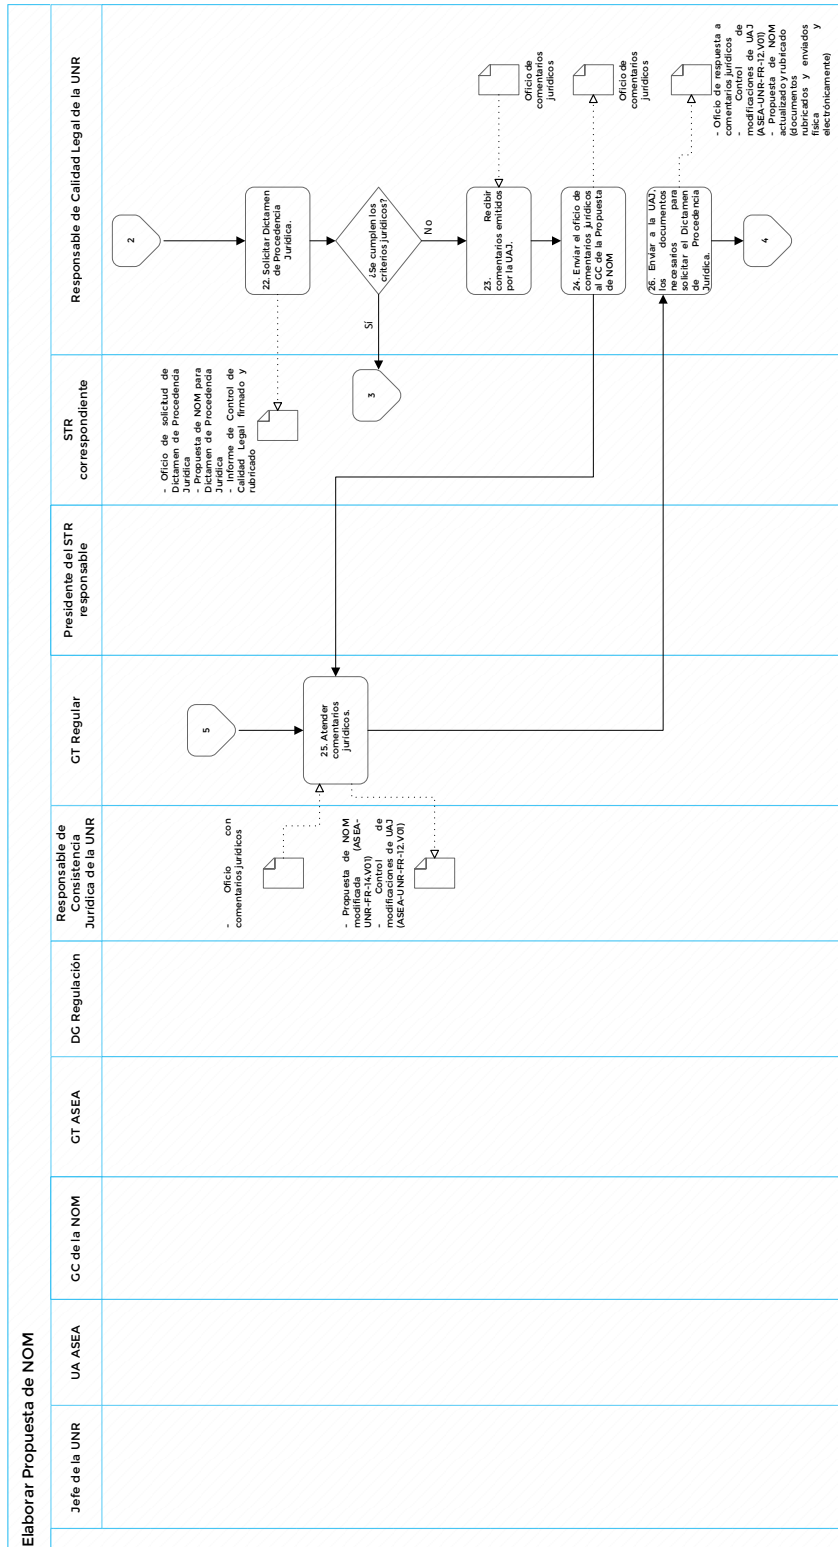 Elaborar Propuesta de NOM
Jefe de la UNR
UA ASEA
GC de la NOM
GT ASEA
DG Regulación
Responsable de
Consistencia
Jurídica de la UNR
GT Regular
Presidente del STR
responsable
STR
correspondiente
Responsable de Calidad Legal de la UNR
2
22. Solicitar Dictamen
de Procedencia
Jurídica.
- Oficio de solicitud de
Dictamen de Procedencia
Jurídica
- Propuesta de NOM para
Dictamen de Procedencia
Jurídica
- Informe de Control de
Calidad Legal firmado y
rubricado
¿Se cumplen los
criterios jurídicos?
Sí
3
No
23. Recibir
comentarios emitidos
por la UAJ.
Oficio de
comentarios
jurídicos
24. Enviar el oficio de
comentarios jurídicos
al GC de la Propuesta
de NOM
Oficio de
comentarios
jurídicos
5
25. Atender
comentarios
jurídicos.
- Oficio con
comentarios jurídicos
- Propuesta de NOM
modificada (ASEA-
UNR-FR-14.V01)
- Control de
modificaciones de UAJ
(ASEA-UNR-FR-12.V01)
26. Enviar a la UAJ,
los documentos
necesarios para
solicitar el Dictamen
de Procedencia
Jurídica.
- Oficio de respuesta a
comentarios jurídicos
- Control de
modificaciones de UAJ
(ASEA-UNR-FR-12.V01)
- Propuesta de NOM
actualizado y rubricado
(documentos
rubricados y enviados
física y
electrónicamente)
4